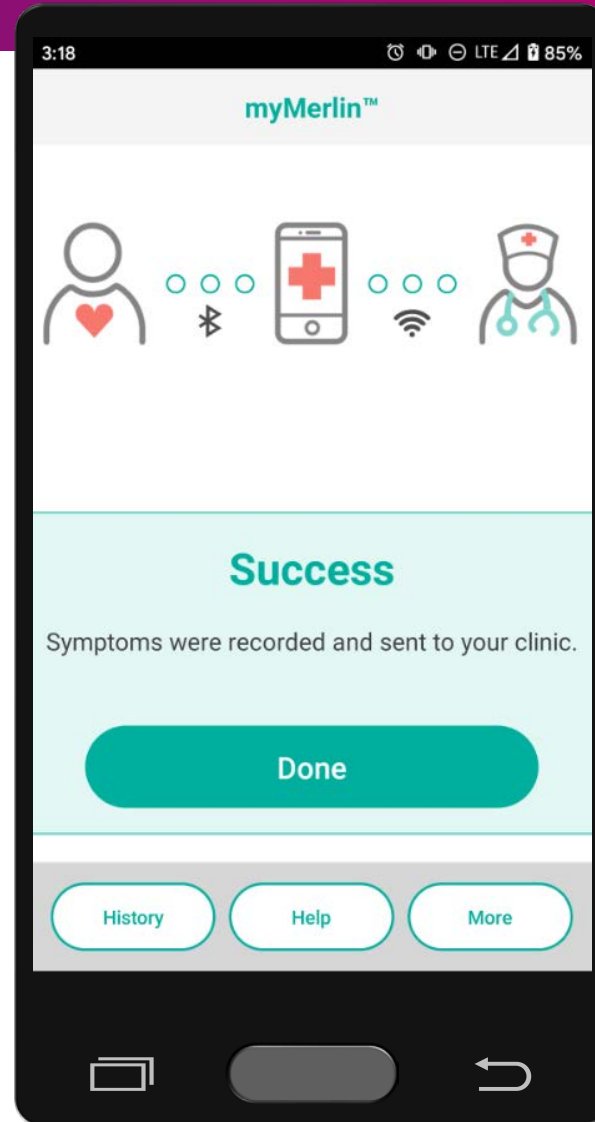 3:18 LTE 85%
myMerlin™
Success
Symptoms were recorded and sent to your clinic.
Done
History Help More